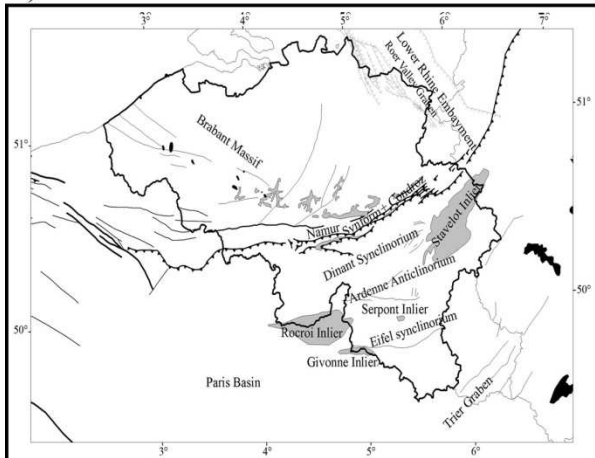 3°
4°
5°
6°
7°
Lower Rhine Embayment
Roer Valley Graben
51°
51°
Brabant Massif
Namur Synform + Condroz
Stavelot Inlier
Dinant Synclinorium
Ardenne Anticlinorium
50°
50°
Serpont Inlier
Rocroi Inlier
Eifel synclinorium
Givonne Inlier
Paris Basin
Trier Graben
3°
4°
5°
6°